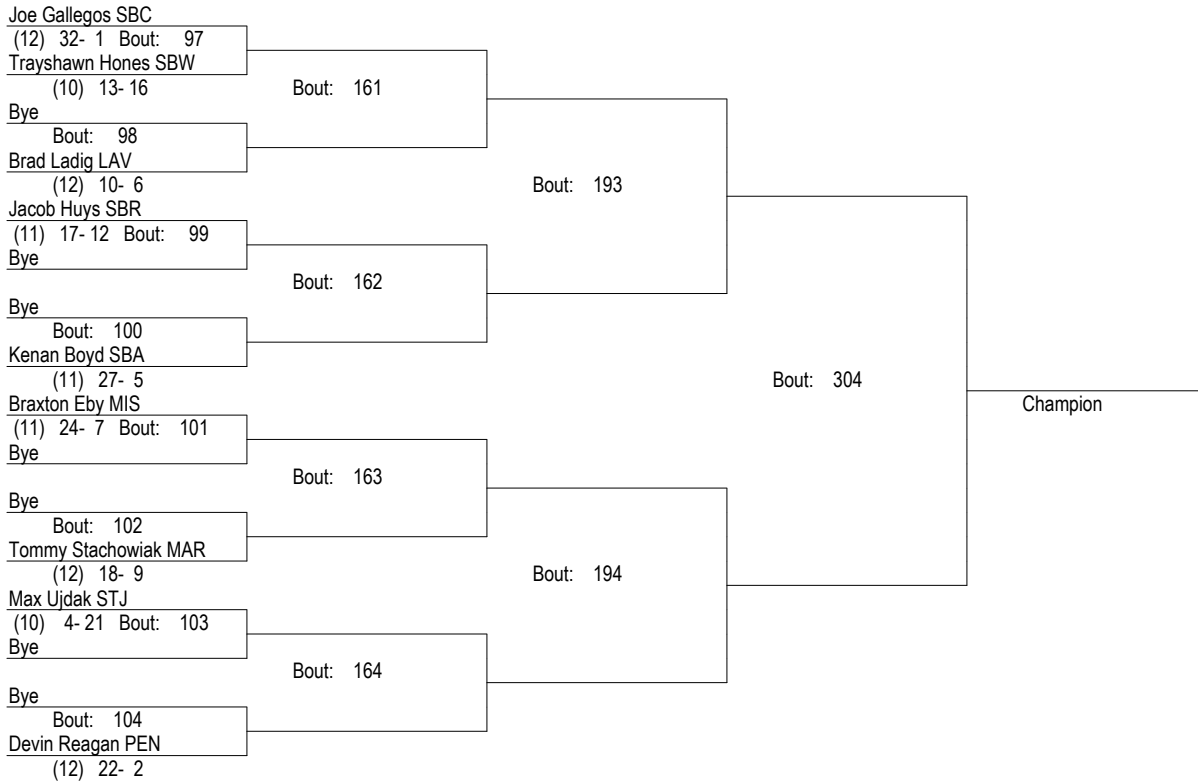 Joe Gallegos SBC
(12) 32- 1 Bout: 97
Trayshawn Hones SBW
(10) 13- 16
Bye
Bout: 98
Brad Ladig LAV
(12) 10- 6
Jacob Huys SBR
(11) 17- 12 Bout: 99
Bye
Bye
Bout: 100
Kenan Boyd SBA
(11) 27- 5
Braxton Eby MIS
(11) 24- 7 Bout: 101
Bye
Bye
Bout: 102
Tommy Stachowiak MAR
(12) 18- 9
Max Ujdak STJ
(10) 4- 21 Bout: 103
Bye
Bye
Bout: 104
Devin Reagan PEN
(12) 22- 2
Bout: 161
Bout: 162
Bout: 163
Bout: 164
Bout: 193
Bout: 194
Bout: 304
Champion